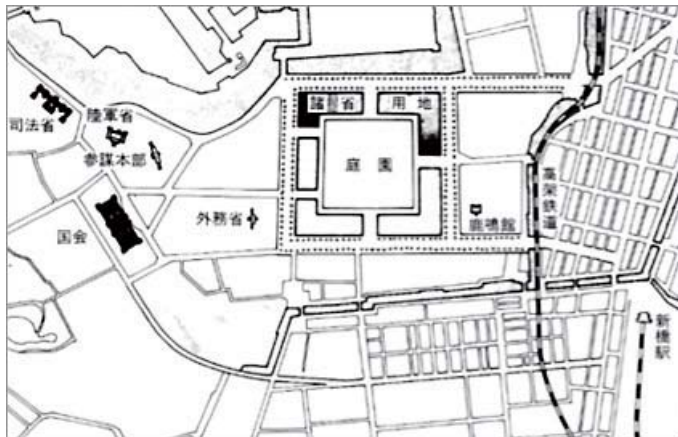 諸官省
用地
陸軍省
司法省
参謀本部
庭園
高架鉄道
外務省
鹿鳴館
国会
新橋駅